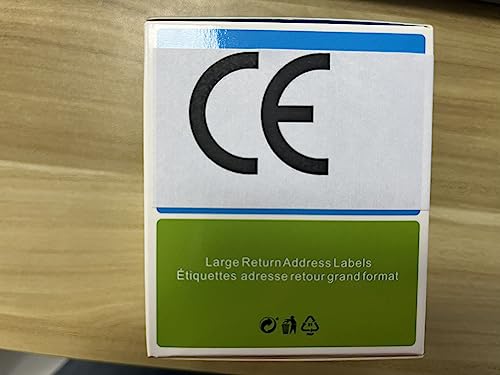 CE
Large Return Address Labels
Étiquettes adresse retour grand format